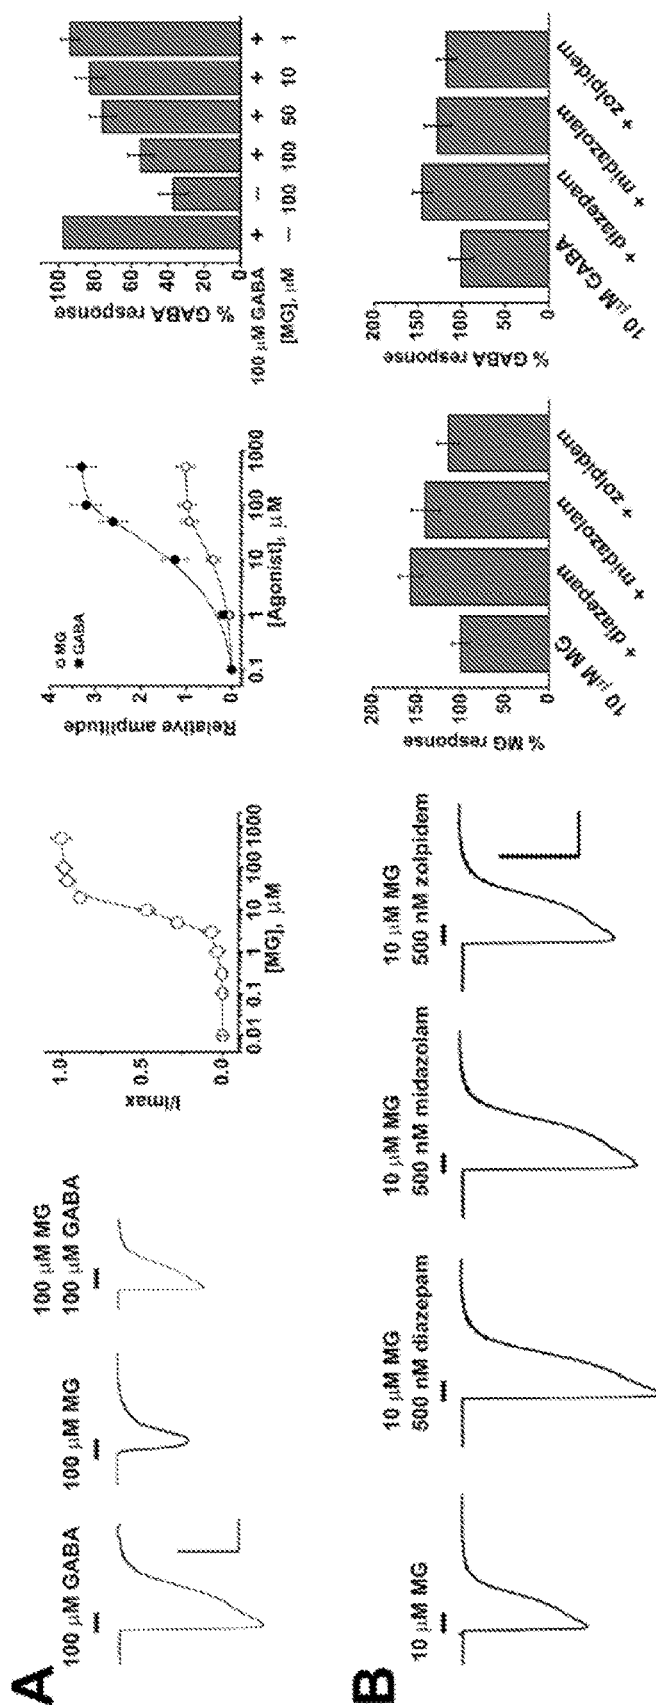 A
100 μM GABA
100 μM MG
100 μM MG
100 μM GABA
I/Imax
1.0
0.5
0.0
0.01 0.1 1 10 100 1000
[MG], μM
Relative amplitude
4
3
2
1
0
MG
GABA
0.1 1 10 100 1000
[Agonist], μM
% GABA response
100
80
60
40
20
0
100 μM GABA + – + + + +
[MG], μM – 100 100 50 10 1
B
10 μM MG
10 μM MG
500 nM diazepam
10 μM MG
500 nM midazolam
10 μM MG
500 nM zolpidem
% MG response
200
150
100
50
0
10 μM MG
+ diazepam
+ midazolam
+ zolpidem
% GABA response
200
150
100
50
0
10 μM GABA
+ diazepam
+ midazolam
+ zolpidem